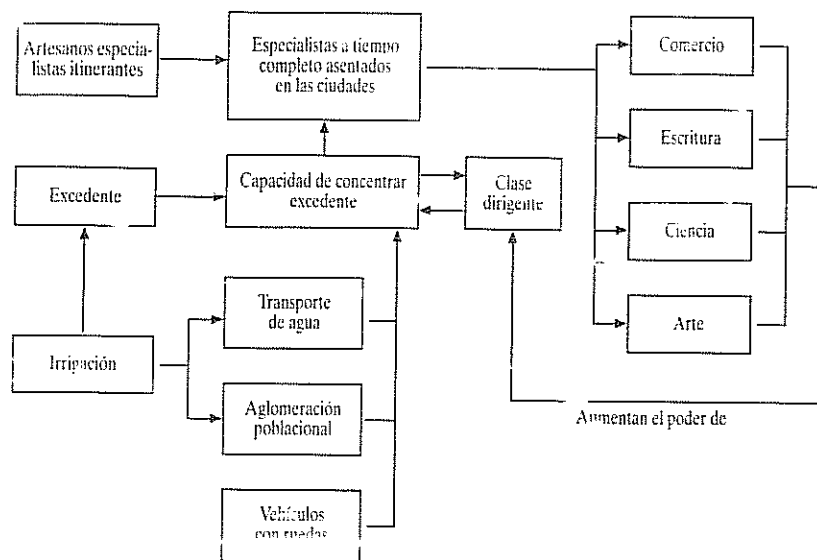 Artesanos especia-
listas itinerantes
Especialistas a tiempo
completo asentados
en las ciudades
Comercio
Escritura
Excedente
Capacidad de concentrar
excedente
Clase
dirigente
Ciencia
Transporte
de agua
Arte
Irrigación
Aglomeración
poblacional
Aumentan el poder de
Vehículos
con ruedas